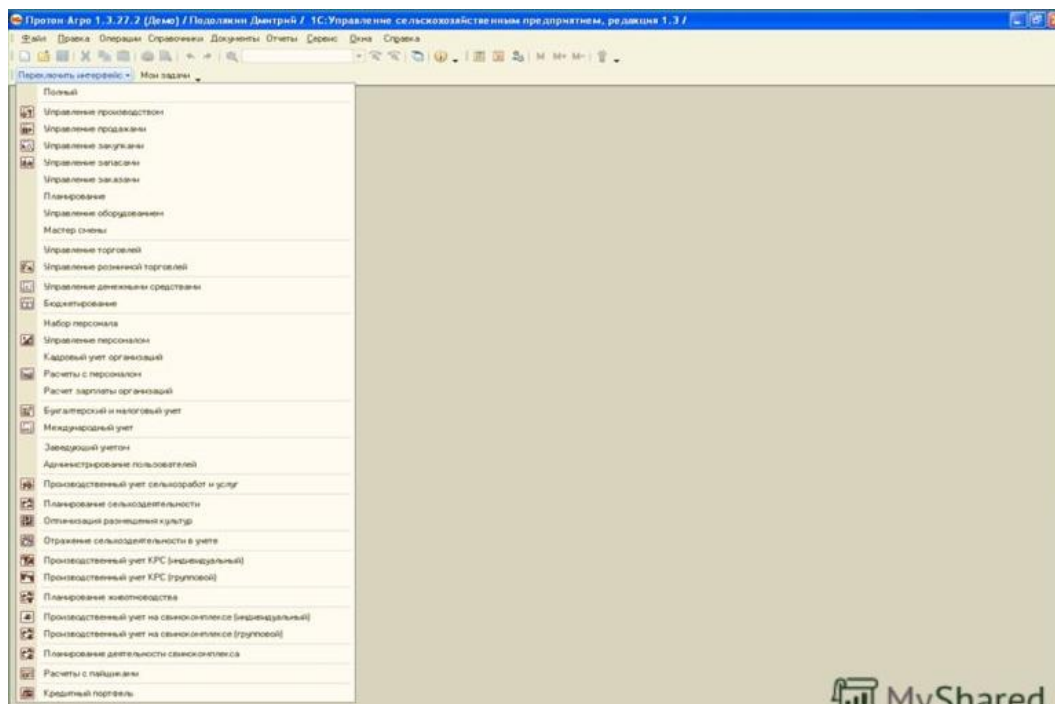 Протон-Агро 1.3.27.2 (Демо) / Подолякин Дмитрий / 1С:Управление сельскохозяйственным предприятием, редакция 1.3 /
Файл Правка Операции Справочники Документы Отчеты Сервис Окна Справка
M M+ M-
Переключить интерфейс Мои задачи
Полный
Управление производством
Управление продажами
Управление закупками
Управление запасами
Управление заказами
Планирование
Управление оборудованием
Мастер смены
Управление торговлей
Управление розничной торговлей
Управление денежными средствами
Бюджетирование
Набор персонала
Управление персоналом
Кадровый учет организаций
Расчеты с персоналом
Расчет зарплаты организаций
Бухгалтерский и налоговый учет
Международный учет
Заведующий учетом
Администрирование пользователей
Производственный учет сельхозработ и услуг
Планирование сельхоздеятельности
Оптимизация размещения культур
Отражение сельхоздеятельности в учете
Производственный учет КРС (индивидуальный)
Производственный учет КРС (групповой)
Планирование животноводства
Производственный учет на свинокомплексе (индивидуальный)
Производственный учет на свинокомплексе (групповой)
Планирование деятельности свинокомплекса
Расчеты с пайщиками
Кредитный портфель
MyShared